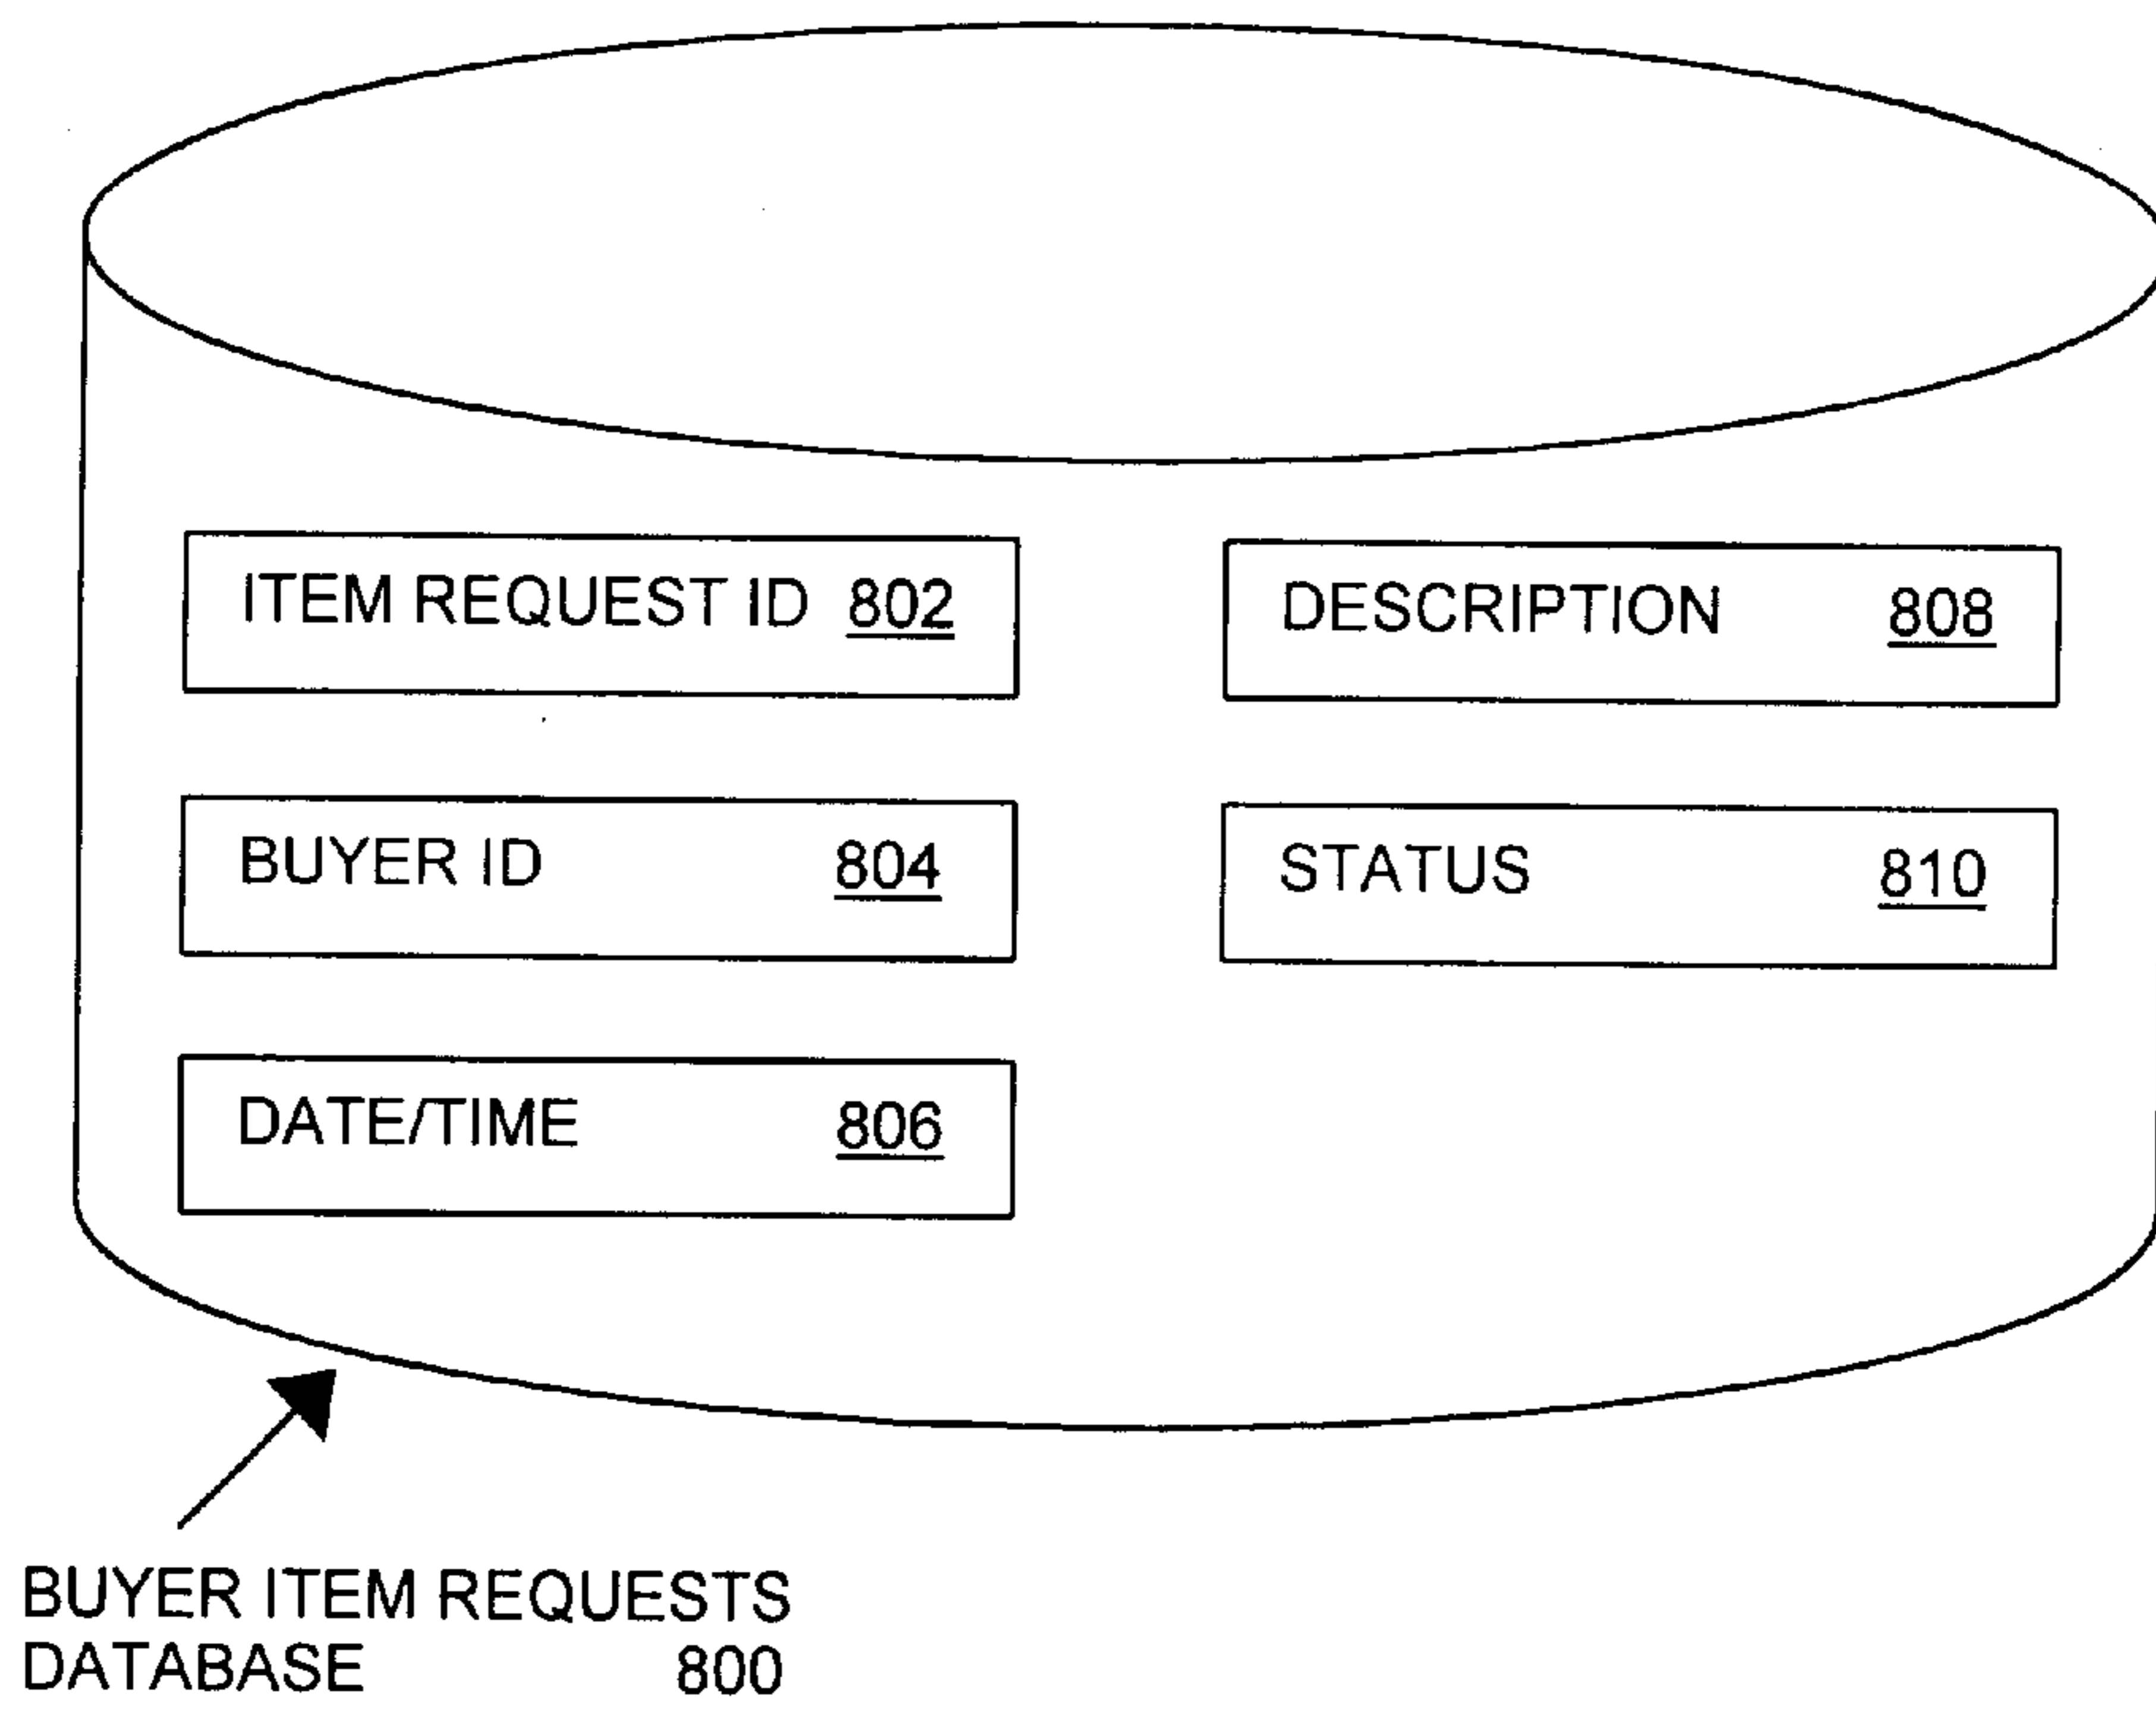 ITEM REQUEST ID 802
DESCRIPTION 808
BUYER ID 804
STATUS 810
DATE/TIME 806
BUYER ITEM REQUESTS
DATABASE 800